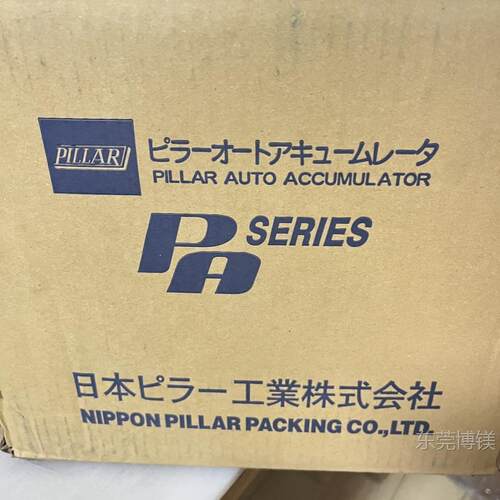 PILLAR
ピラーオートアキュームレータ
PILLAR AUTO ACCUMULATOR
PA SERIES
日本ピラー工業株式会社
NIPPON PILLAR PACKING CO.,LTD.
东莞博镁